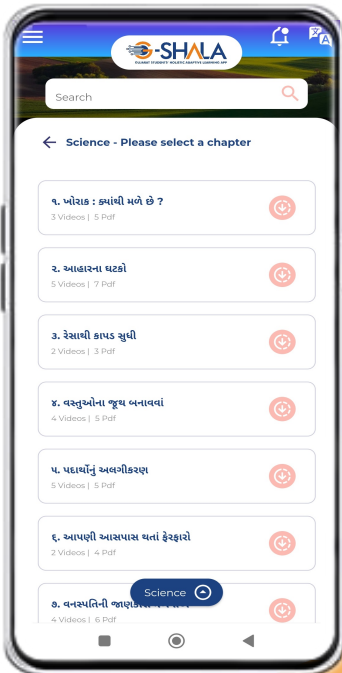 G-SHALA
GUJARAT STUDENTS' HOLISTIC ADAPTIVE LEARNING APP
Search
Science - Please select a chapter
૧. ખોરાક : ક્યાંથી મળે છે ?
3 Videos | 5 Pdf
૨. આહારના ઘટકો
5 Videos | 7 Pdf
૩. રેસાથી કાપડ સુધી
2 Videos | 3 Pdf
૪. વસ્તુઓના જૂથ બનાવવાં
4 Videos | 5 Pdf
૫. પદાર્થોનું અલગીકરણ
5 Videos | 5 Pdf
૬. આપણી આસપાસ થતાં ફેરફારો
2 Videos | 4 Pdf
૭. વનસ્પતિની
4 Videos | 6 Pdf
Science